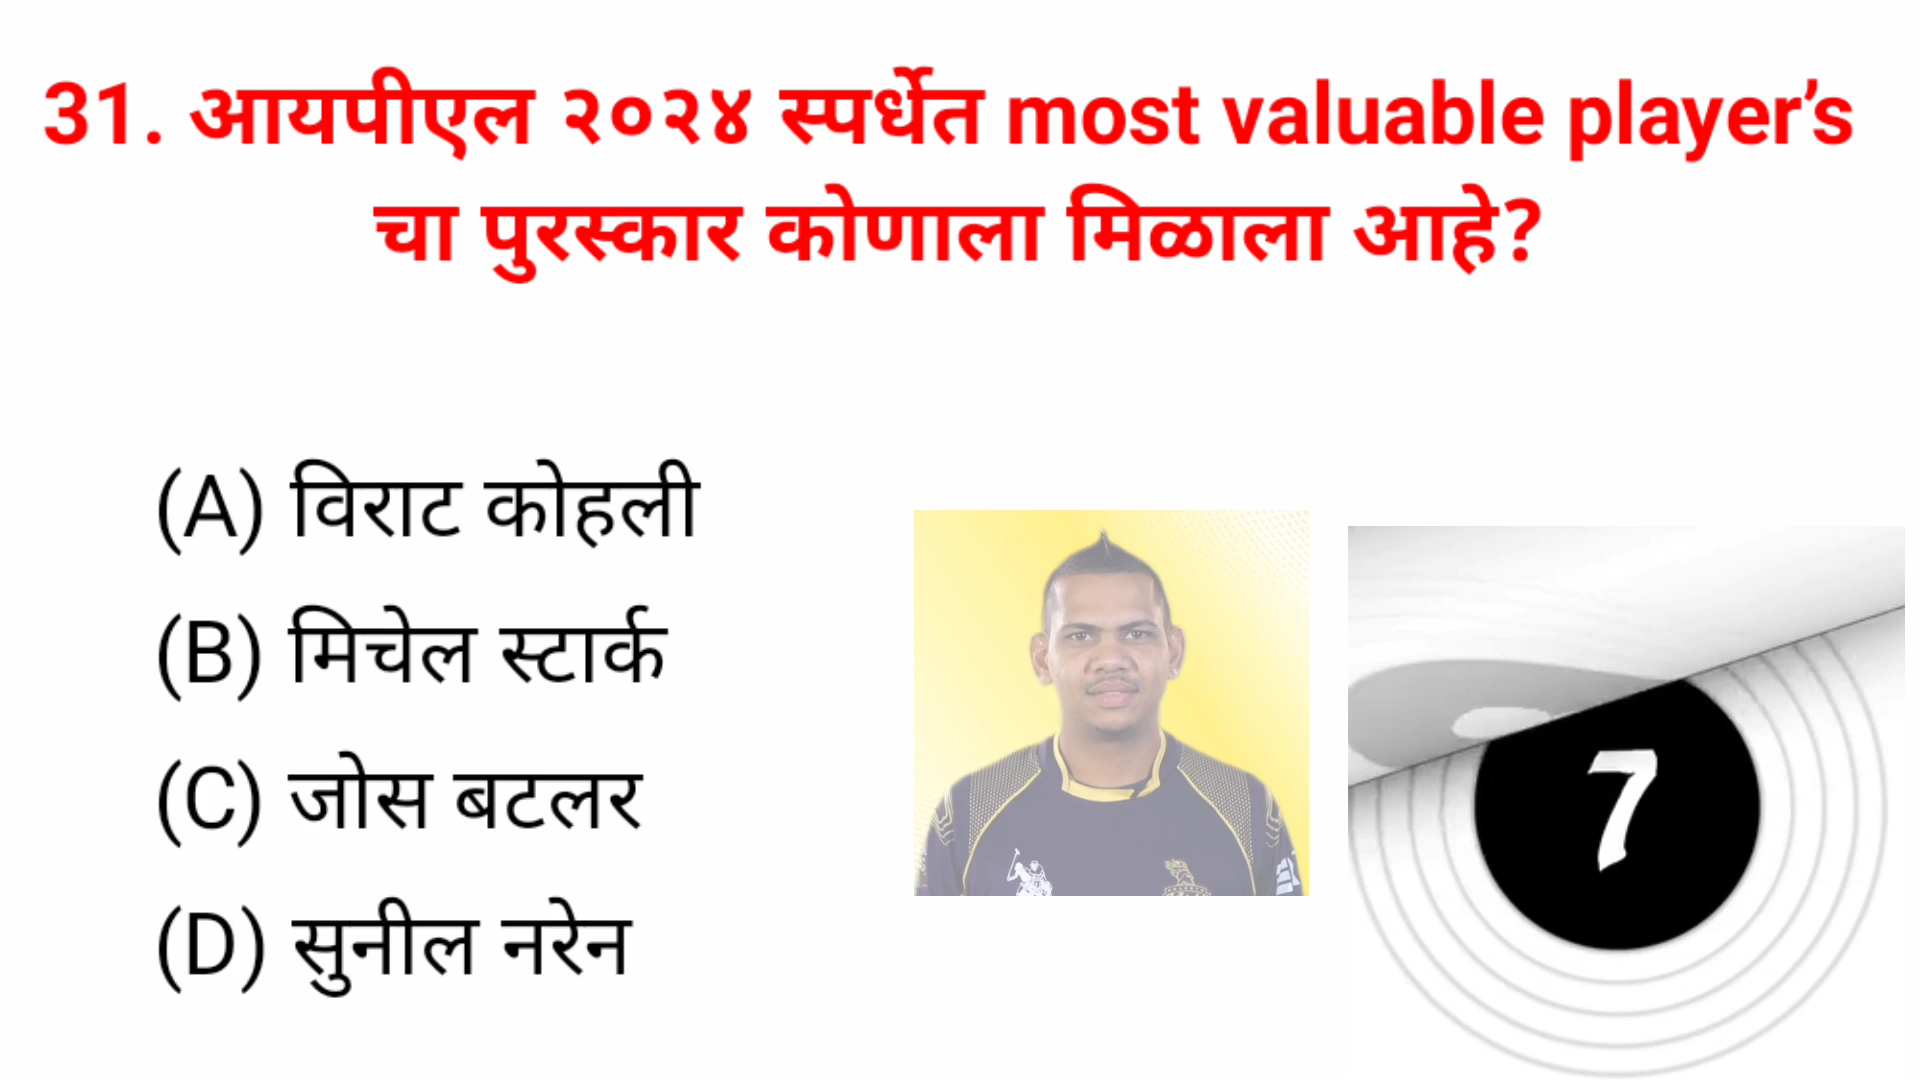 31. आयपीएल २०२४ स्पर्धेत most valuable player’s
चा पुरस्कार कोणाला मिळाला आहे?
(A) विराट कोहली
(B) मिचेल स्टार्क
(C) जोस बटलर
(D) सुनील नरेन
7